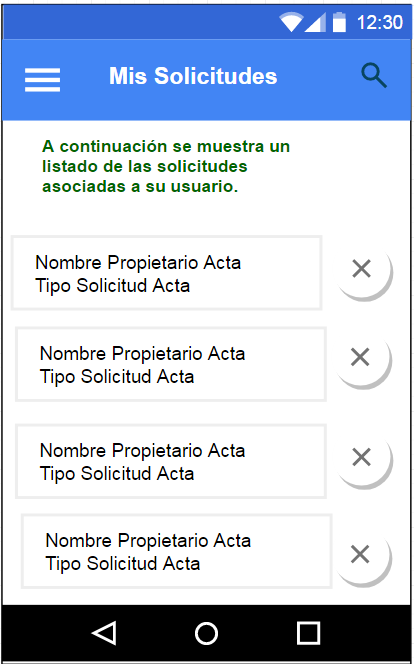 12:30
Mis Solicitudes
A continuación se muestra un
listado de las solicitudes
asociadas a su usuario.
Nombre Propietario Acta
Tipo Solicitud Acta
Nombre Propietario Acta
Tipo Solicitud Acta
Nombre Propietario Acta
Tipo Solicitud Acta
Nombre Propietario Acta
Tipo Solicitud Acta